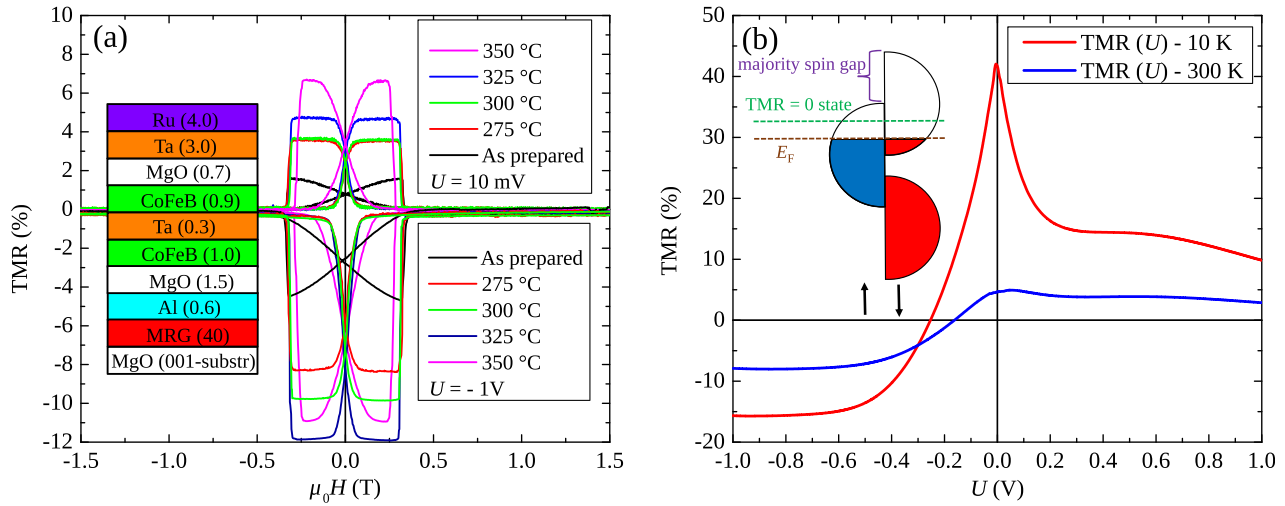 (a)
10
8
6
4
2
0
-2
-4
-6
-8
-10
-12
TMR (%)
-1.5
-1.0
-0.5
0.0
0.5
1.0
1.5
μ0H (T)
350 °C
325 °C
300 °C
275 °C
As prepared
U = 10 mV
As prepared
275 °C
300 °C
325 °C
350 °C
U = - 1V
Ru (4.0)
Ta (3.0)
MgO (0.7)
CoFeB (0.9)
Ta (0.3)
CoFeB (1.0)
MgO (1.5)
Al (0.6)
MRG (40)
MgO (001-substr)
(b)
50
40
30
20
10
0
-10
-20
TMR (%)
-1.0
-0.8
-0.6
-0.4
-0.2
0.0
0.2
0.4
0.6
0.8
1.0
U (V)
TMR (U) - 10 K
TMR (U) - 300 K
majority spin gap
TMR = 0 state
EF